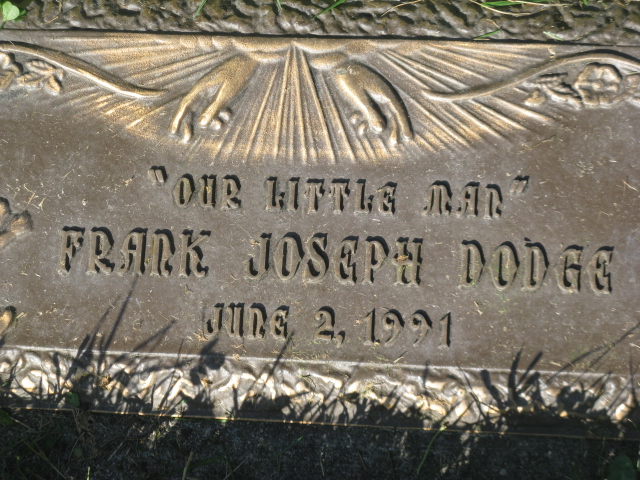 "OUR LITTLE MAN"
FRANK JOSEPH DODGE
JUNE 2, 1991